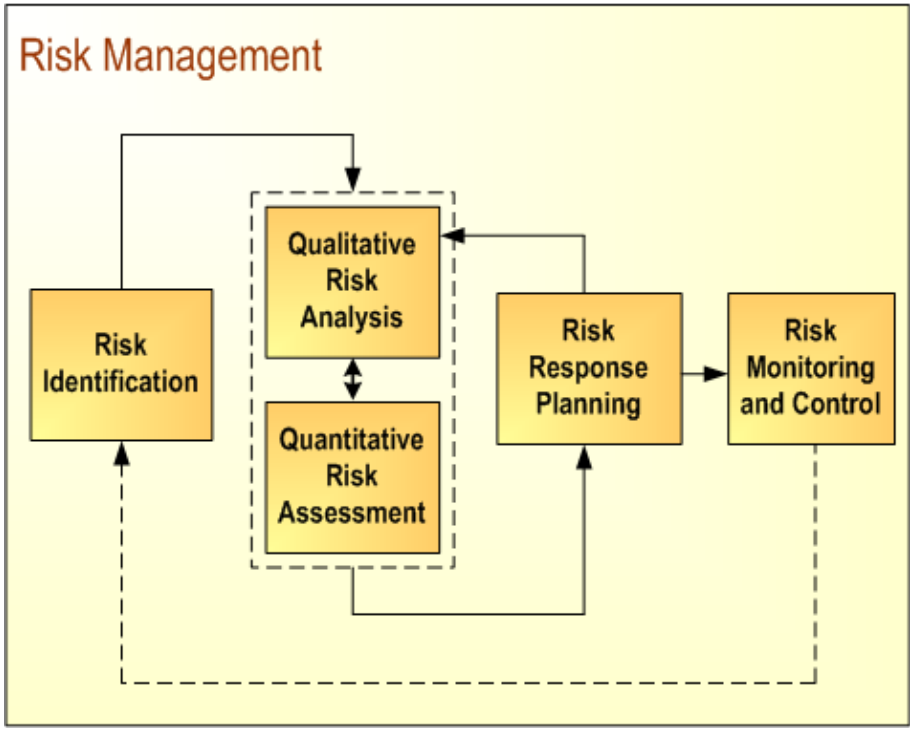 Risk Management
Qualitative
Risk
Analysis
Risk
Identification
Quantitative
Risk
Assessment
Risk
Response
Planning
Risk
Monitoring
and Control